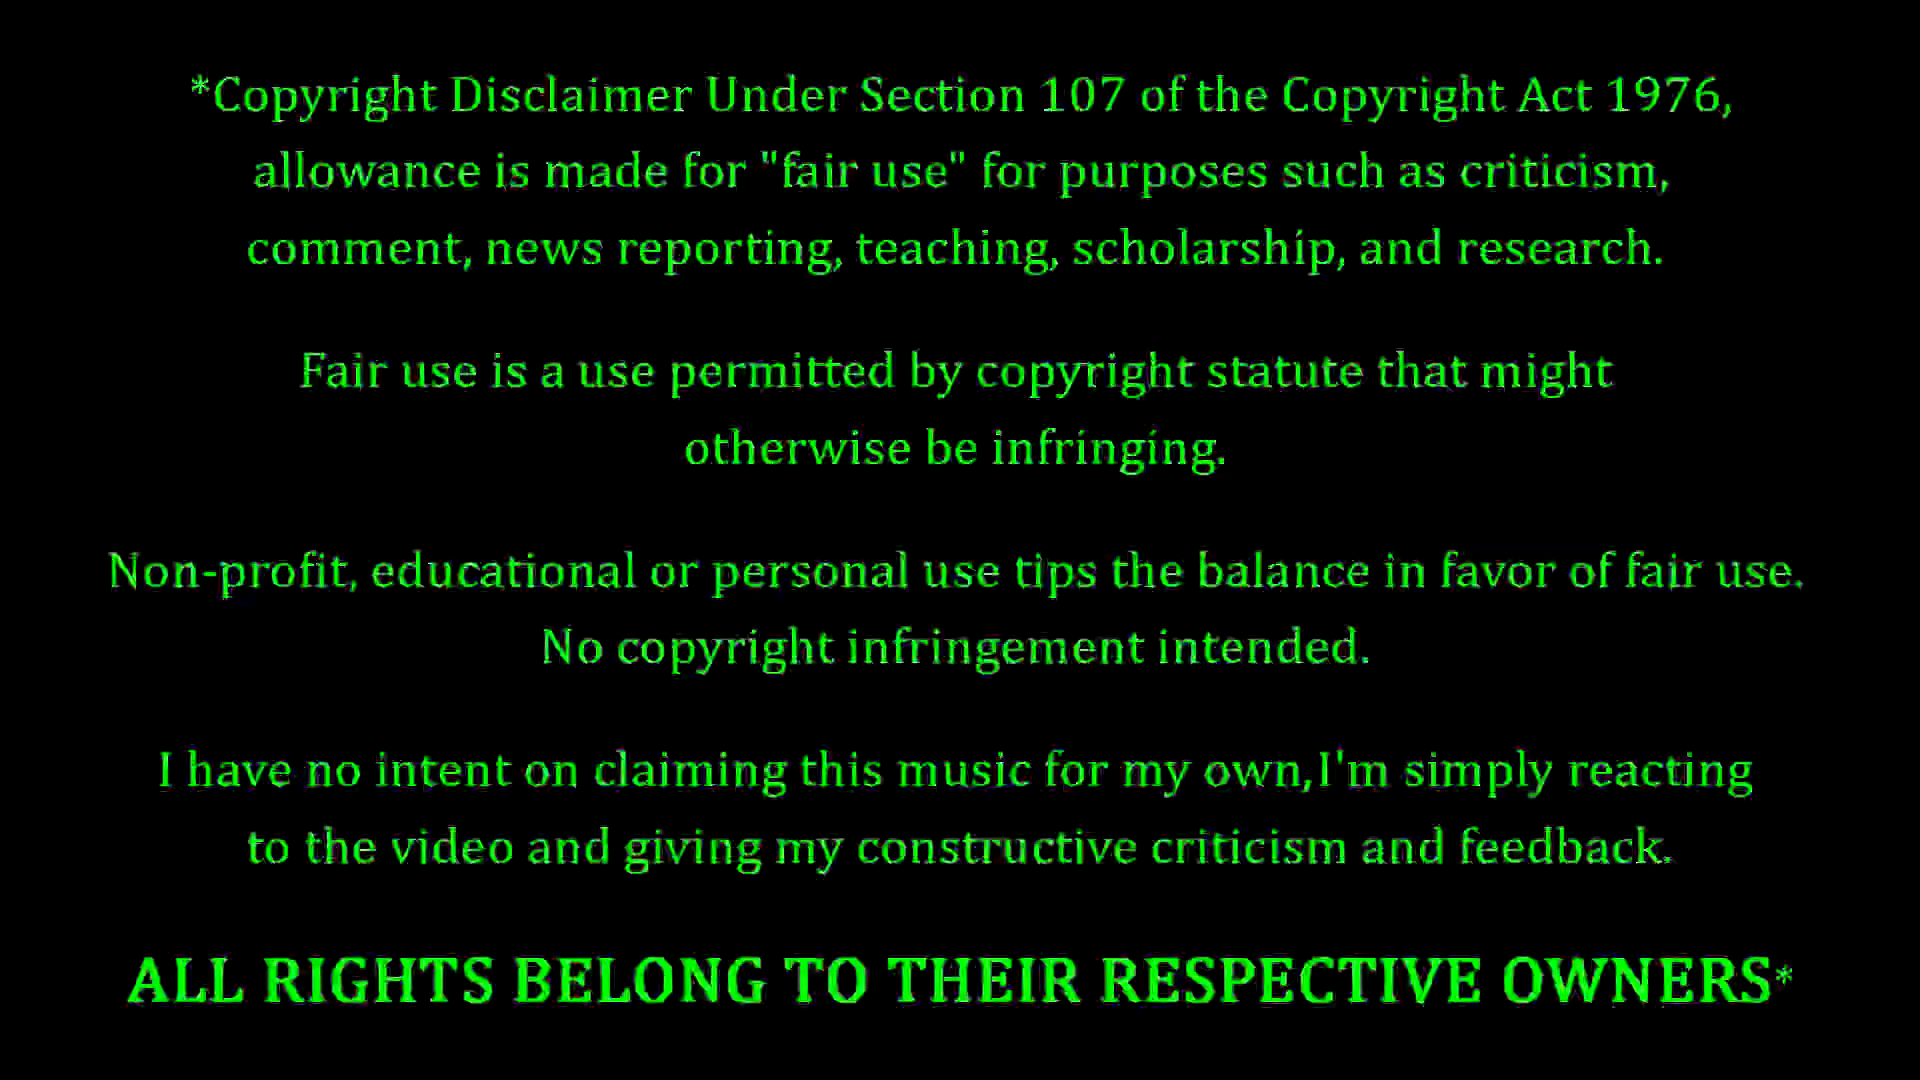 *Copyright Disclaimer Under Section 107 of the Copyright Act 1976,
allowance is made for "fair use" for purposes such as criticism,
comment, news reporting, teaching, scholarship, and research.
Fair use is a use permitted by copyright statute that might
otherwise be infringing.
Non-profit, educational or personal use tips the balance in favor of fair use.
No copyright infringement intended.
I have no intent on claiming this music for my own,I'm simply reacting
to the video and giving my constructive criticism and feedback.
ALL RIGHTS BELONG TO THEIR RESPECTIVE OWNERS*